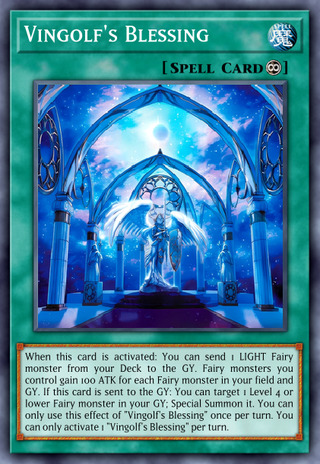 Vingolf's Blessing
魔
[Spell Card]
When this card is activated: You can send 1 LIGHT Fairy
monster from your Deck to the GY. Fairy monsters you
control gain 100 ATK for each Fairy monster in your field and
GY. If this card is sent to the GY: You can target 1 Level 4 or
lower Fairy monster in your GY; Special Summon it. You can
only use this effect of "Vingolf's Blessing" once per turn. You
can only activate 1 "Vingolf's Blessing" per turn.